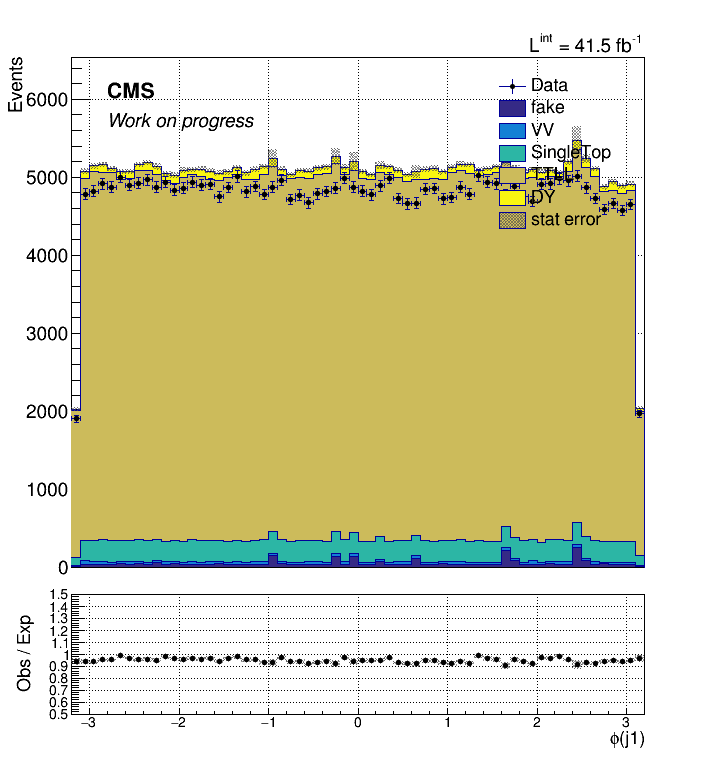 L^int = 41.5 fb^-1
Events
CMS
Work on progress
Data
fake
VV
SingleTop
TTLL
DY
stat error
6000
5000
4000
3000
2000
1000
0
Obs / Exp
1.5
1.4
1.3
1.2
1.1
1
0.9
0.8
0.7
0.6
0.5
−3 −2 −1 0 1 2 3
ϕ(j1)